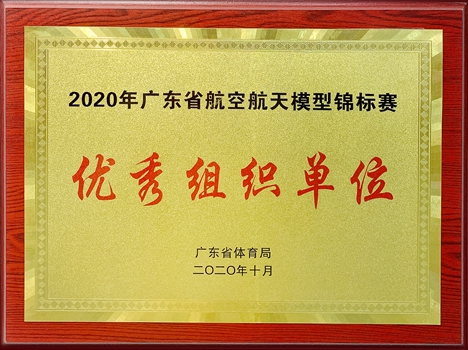 2020年广东省航空航天模型锦标赛
优秀组织单位
广东省体育局
二〇二〇年十月